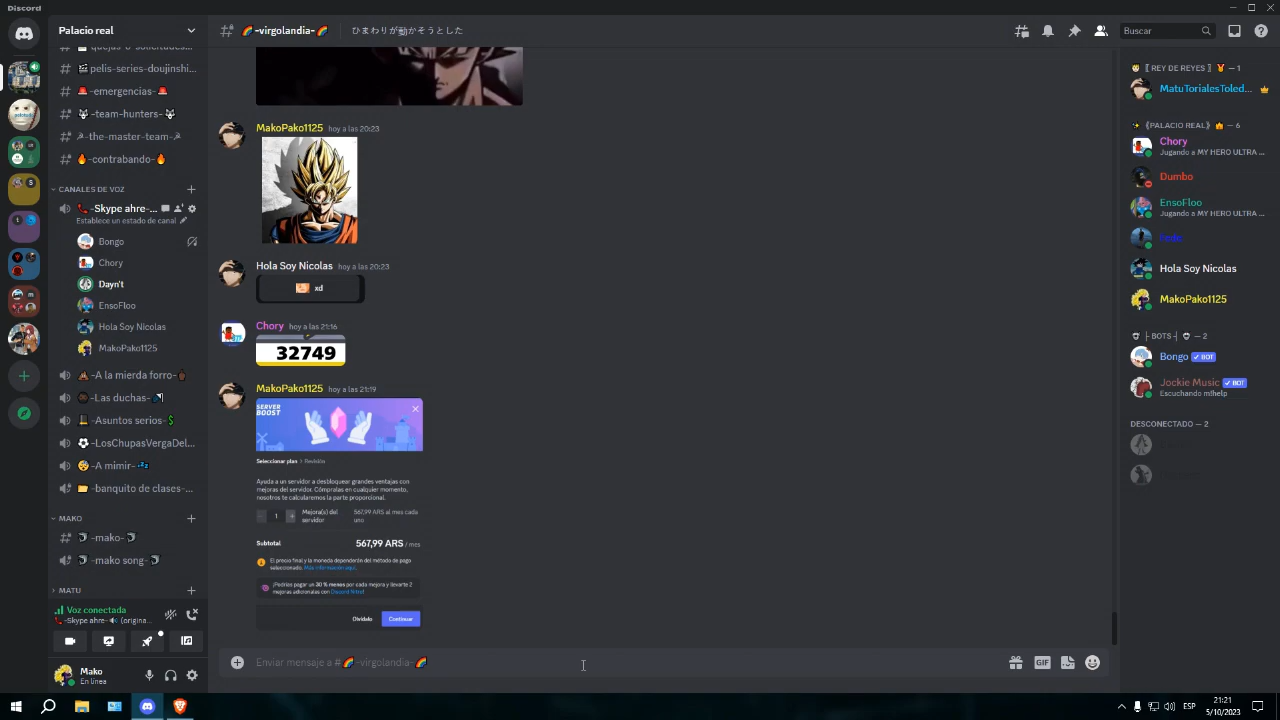 Discord
Palacio real
🌈-virgolandia-🌈
ひまわりが動かそうとした
Buscar
-quejas-o-solicitudes...
-pelis-series-doujinshi...
-emergencias-
-team-hunters-
-the-master-team-
-contrabando-
CANALES DE VOZ
-Skype ahre-...
Establece un estado de canal
Bongo
Chory
Dayn't
EnsoFloo
Hola Soy Nicolas
MakoPako1125
-A la mierda forro-
-Las duchas-
-Asuntos serios-
-LosChupasVergaDel...
-A mimir-
-banquito de clases-...
MAKO
-mako-
-mako-song-
MATU
Voz conectada
-Skype ahre- (origina...
Mako
En línea
MakoPako1125 hoy a las 20:23
Hola Soy Nicolas hoy a las 20:23
xd
Chory hoy a las 21:16
32749
MakoPako1125 hoy a las 21:19
SERVER
BOOST
Seleccionar plan Revisión
Ayuda a un servidor a desbloquear grandes ventajas con
mejoras del servidor. Cómpralas en cualquier momento,
nosotros te calcularemos la parte proporcional.
1 Mejora(s) del servidor 567,99 ARS al mes cada uno
Subtotal 567,99 ARS / mes
El precio final y la moneda dependerán del método de pago
seleccionado. Más información aquí.
¡Podrías pagar un 30 % menos por cada mejora y llevarte 2
mejoras adicionales con Discord Nitro!
Olvídalo Continuar
Enviar mensaje a #🌈-virgolandia-🌈
GIF
〖REY DE REYES〗 — 1
MatuTorialesToled...
《PALACIO REAL》 — 6
Chory
Jugando a MY HERO ULTRA ...
Dumbo
EnsoFloo
Jugando a MY HERO ULTRA ...
Hola Soy Nicolas
MakoPako1125
BOTS — 2
Bongo BOT
Jockie Music BOT
Escuchando m!help
DESCONECTADO — 2
ESP
21:21
5/10/2023